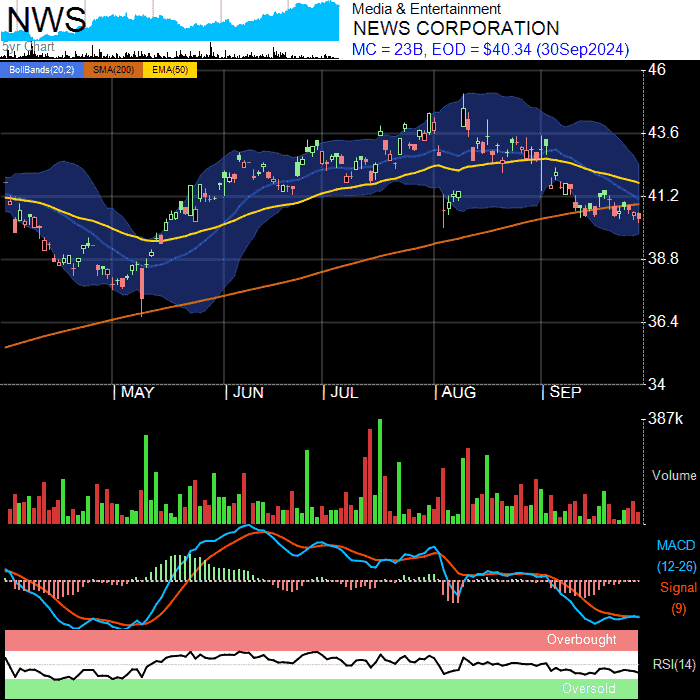 NWS
5yr Chart
Media & Entertainment
NEWS CORPORATION
MC = 23B, EOD = $40.34 (30Sep2024)
BollBands(20,2) SMA(200) EMA(50)
46
43.6
41.2
38.8
36.4
34
MAY JUN JUL AUG SEP
387k
Volume
MACD
(12-26)
Signal
(9)
Overbought
RSI(14)
Oversold